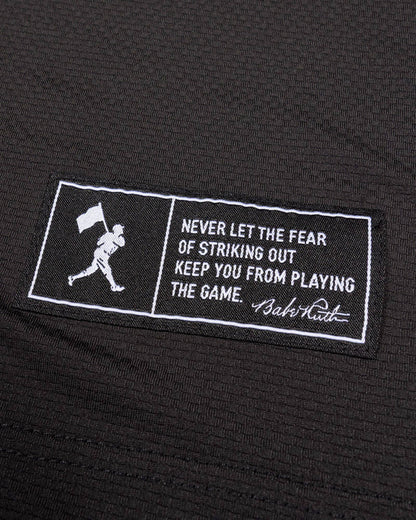 NEVER LET THE FEAR
OF STRIKING OUT
KEEP YOU FROM PLAYING
THE GAME.
Babe Ruth